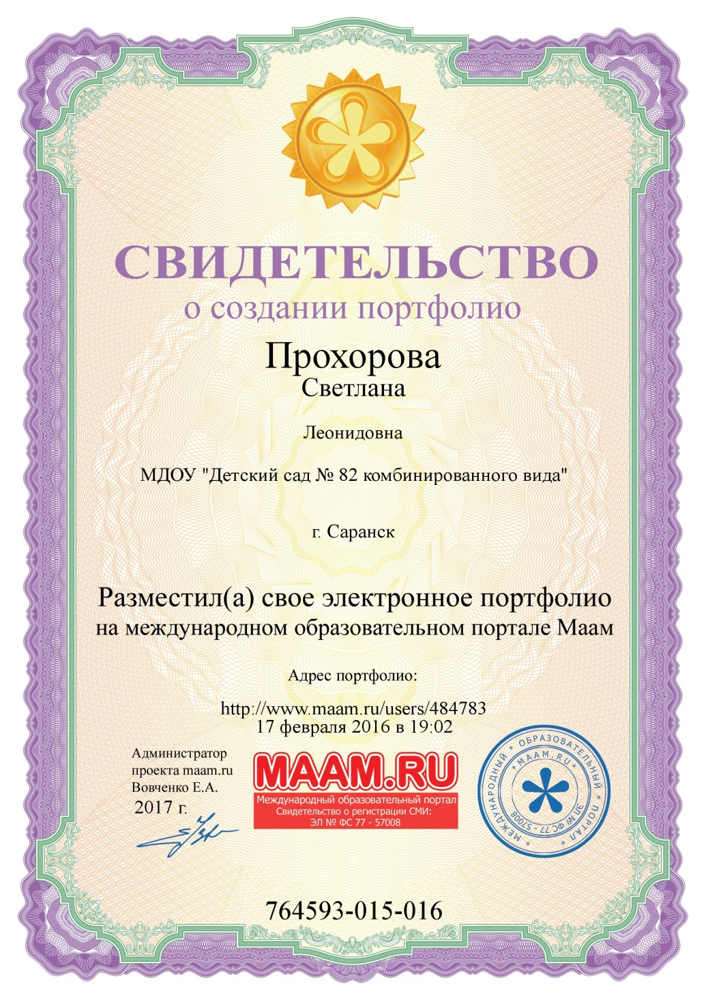 СВИДЕТЕЛЬСТВО
о создании портфолио
Прохорова
Светлана
Леонидовна
МДОУ "Детский сад № 82 комбинированного вида"
г. Саранск
Разместил(а) свое электронное портфолио
на международном образовательном портале Маам
Адрес портфолио:
http://www.maam.ru/users/484783
17 февраля 2016 в 19:02
Администратор
проекта maam.ru
Вовченко Е.А.
2017 г.
MAAM.RU
Международный образовательный портал
Свидетельство о регистрации СМИ:
ЭЛ № ФС 77 - 57008
* МЕЖДУНАРОДНЫЙ * ОБРАЗОВАТЕЛЬНЫЙ * ПОРТАЛ *
* MAAM.RU *
ЭЛ № ФС 77 - 57008
764593-015-016